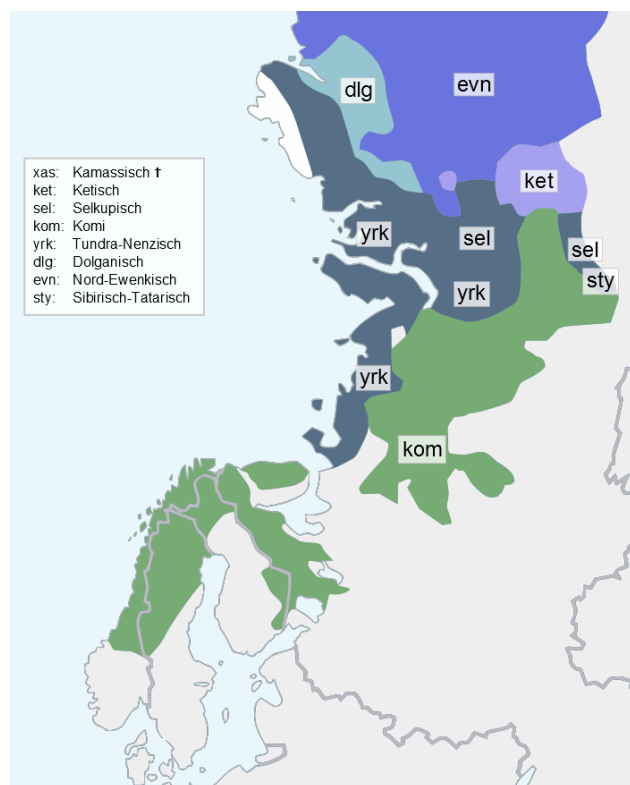 dlg
evn
xas: Kamassisch †
ket: Ketisch
sel: Selkupisch
kom: Komi
yrk: Tundra-Nenzisch
dlg: Dolganisch
evn: Nord-Ewenkisch
sty: Sibirisch-Tatarisch
ket
yrk
sel
sel
yrk
sty
yrk
kom